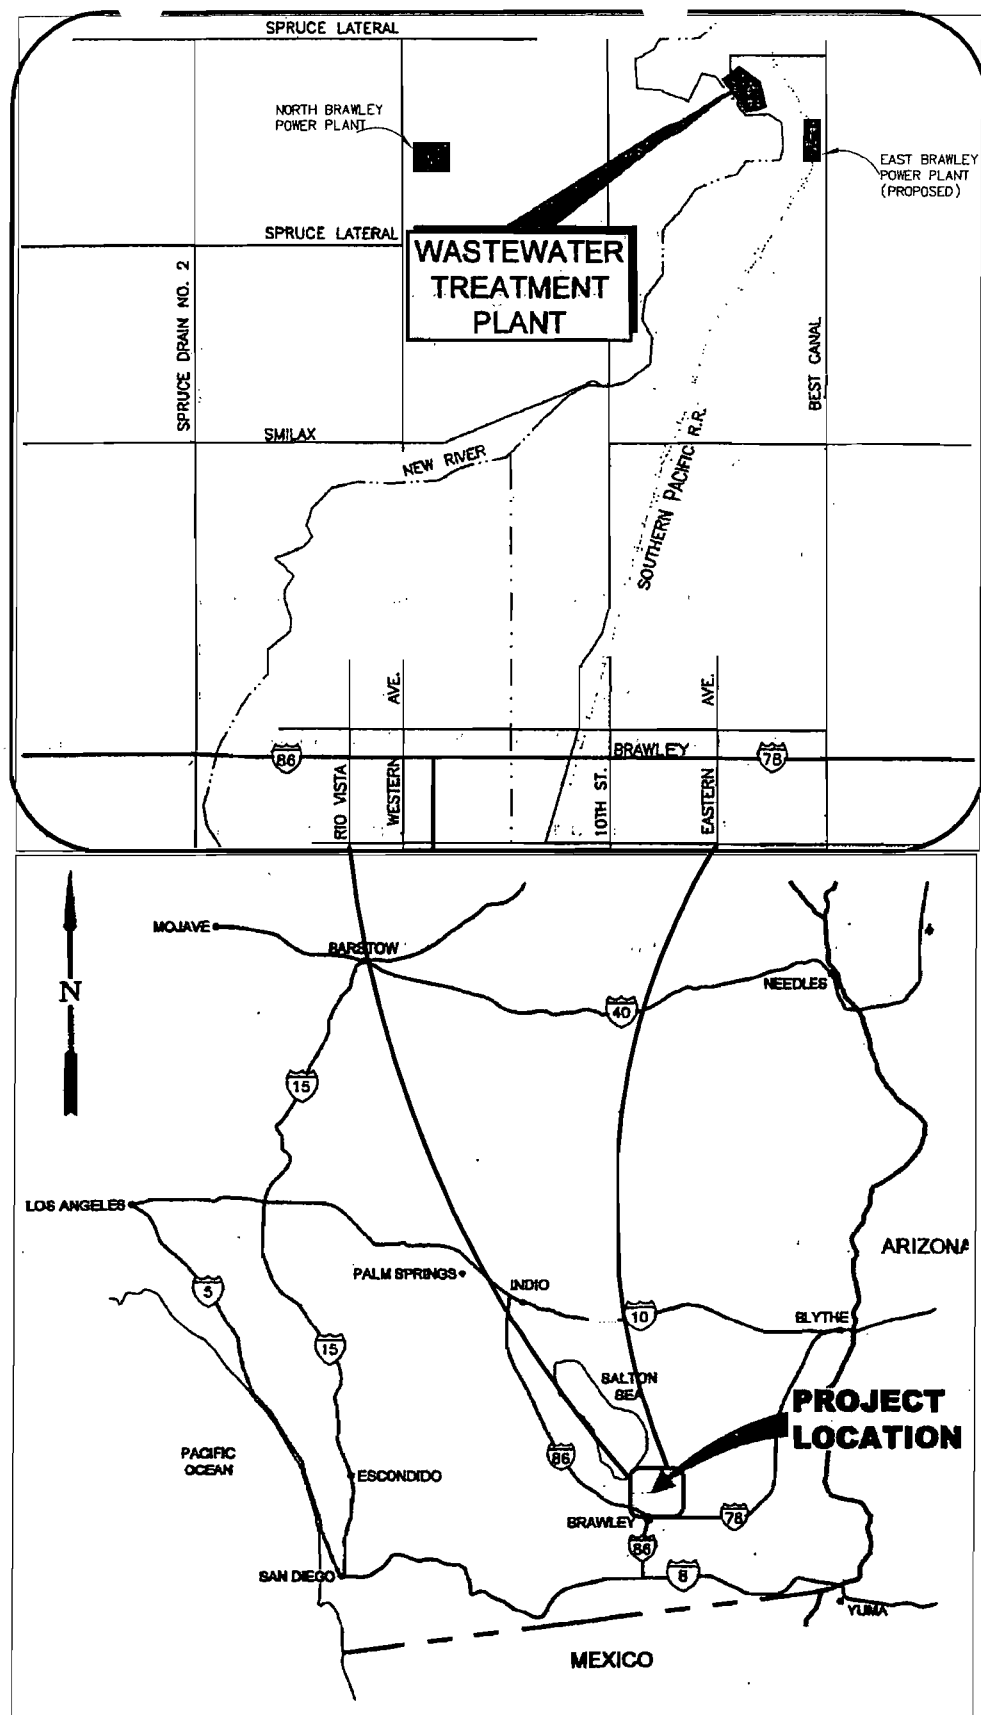 SPRUCE LATERAL
NORTH BRAWLEY
POWER PLANT
EAST BRAWLEY
POWER PLANT
(PROPOSED)
SPRUCE LATERAL
WASTEWATER
TREATMENT
PLANT
SPRUCE DRAIN NO. 2
BEST CANAL
SMILAX
NEW RIVER
SOUTHERN PACIFIC R.R.
86
BRAWLEY
78
RIO VISTA
WESTERN AVE.
10TH ST.
EASTERN AVE.
N
MOJAVE
BARSTOW
NEEDLES
40
15
LOS ANGELES
ARIZONA
5
PALM SPRINGS
INDIO
10
BLYTHE
15
SALTON
SEA
PROJECT
LOCATION
PACIFIC
OCEAN
ESCONDIDO
86
BRAWLEY
78
86
SAN DIEGO
8
YUMA
MEXICO